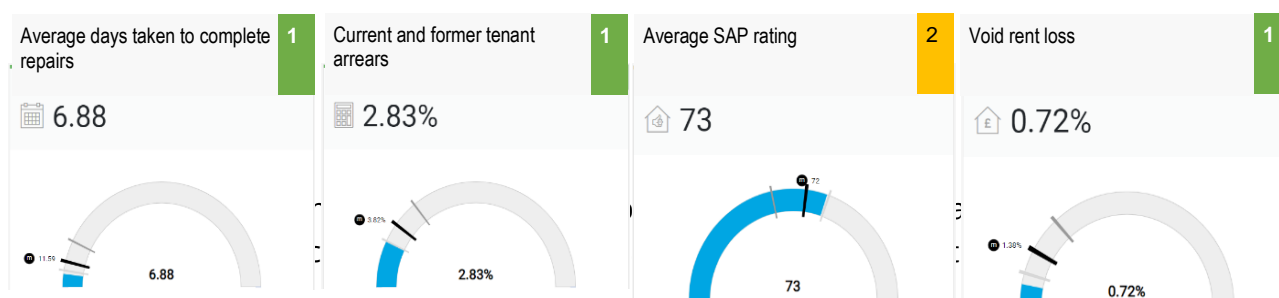 Average days taken to complete
repairs
1
6.88
m 11.59
6.88
Current and former tenant
arrears
1
2.83%
m 3.62%
2.83%
Average SAP rating
2
73
m 72
73
Void rent loss
1
£ 0.72%
m 1.38%
0.72%